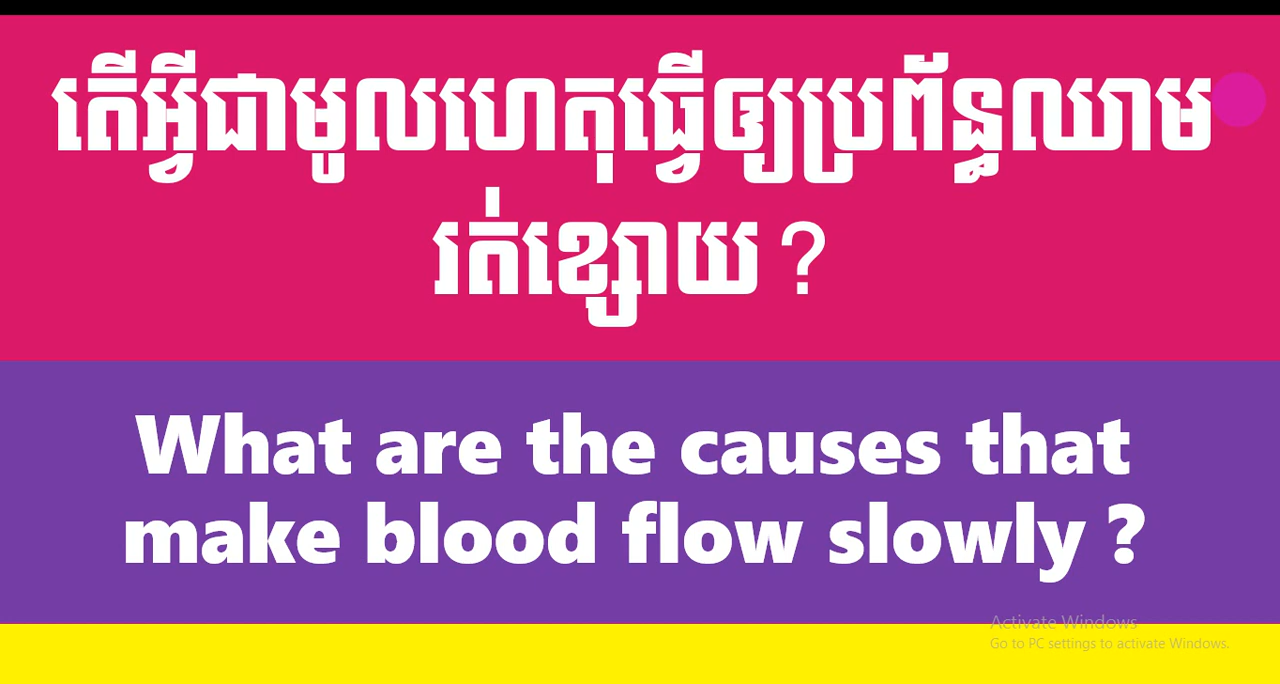 តើអ្វីជាមូលហេតុធ្វើឲ្យប្រព័ន្ធឈាម
រត់ខ្សោយ?
What are the causes that
make blood flow slowly ?
Activate Windows
Go to PC settings to activate Windows.